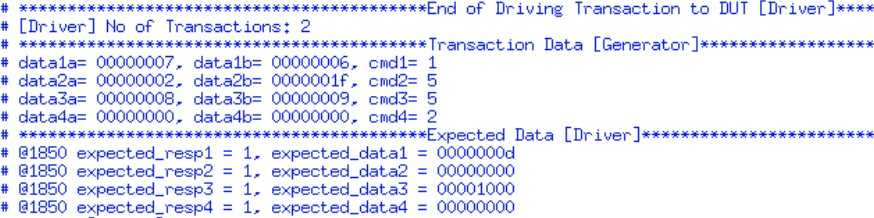 # ******************************************End of Driving Transaction to DUT [Driver]****
# [Driver] No of Transactions: 2
# ******************************************Transaction Data [Generator]******************
# data1a= 00000007, data1b= 00000006, cmd1= 1
# data2a= 00000002, data2b= 0000001f, cmd2= 5
# data3a= 00000008, data3b= 00000009, cmd3= 5
# data4a= 00000000, data4b= 00000000, cmd4= 2
# ******************************************Expected Data [Driver]************************
# @1850 expected_resp1 = 1, expected_data1 = 0000000d
# @1850 expected_resp2 = 1, expected_data2 = 00000000
# @1850 expected_resp3 = 1, expected_data3 = 00001000
# @1850 expected_resp4 = 1, expected_data4 = 00000000